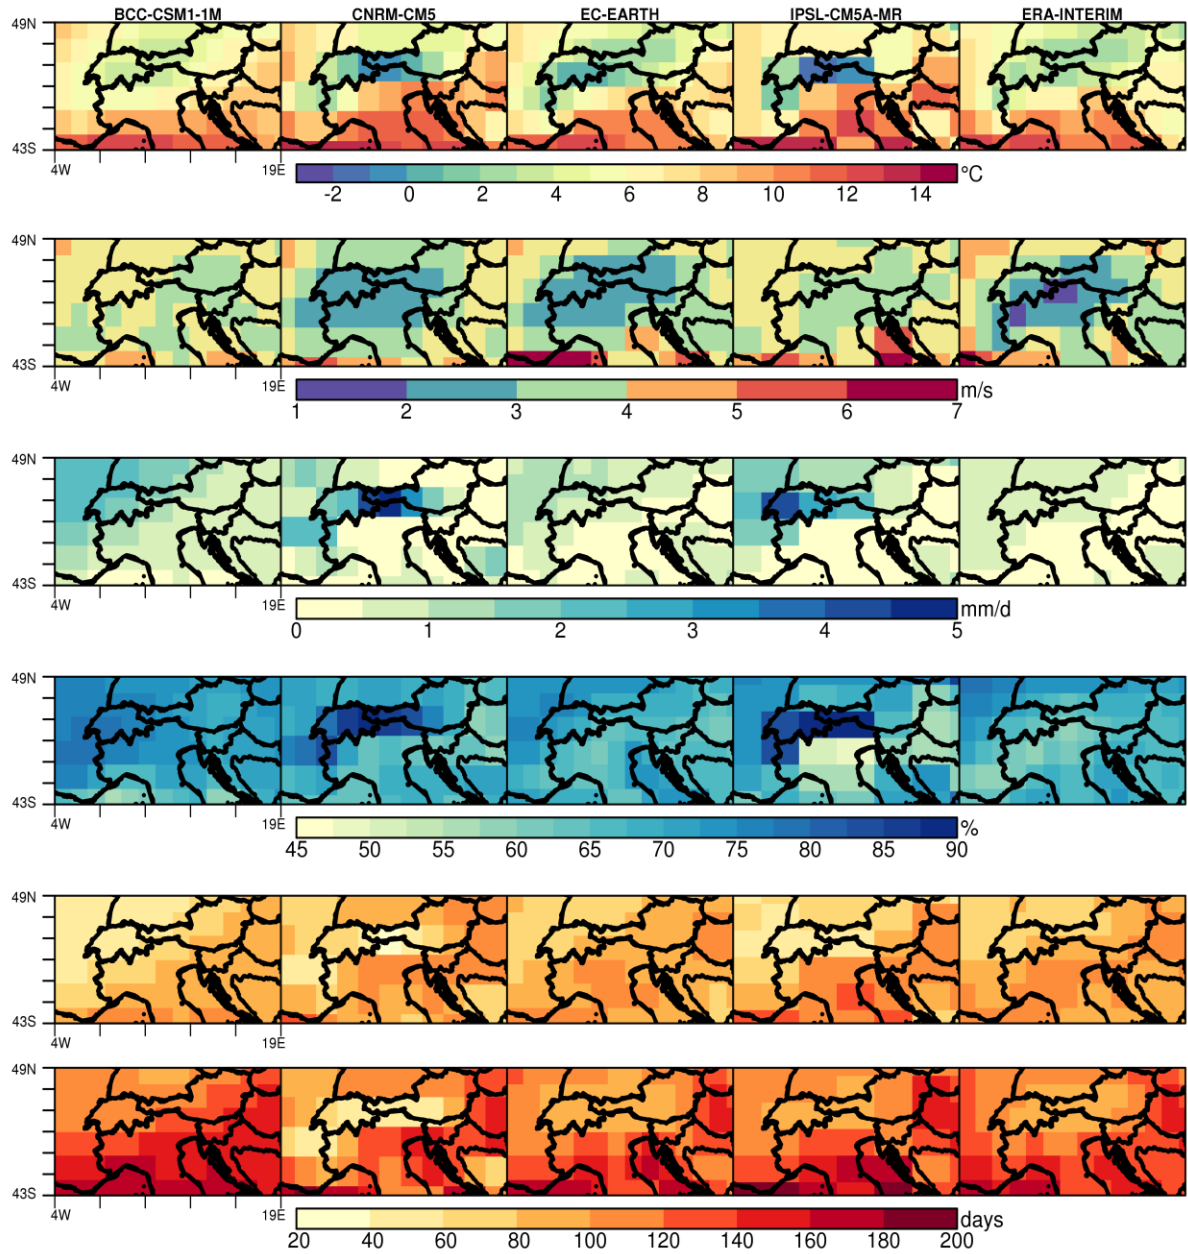 BCC-CSM1-1M CNRM-CM5 EC-EARTH IPSL-CM5A-MR ERA-INTERIM
49N
43S
4W 19E
-2 0 2 4 6 8 10 12 14 °C
49N
43S
4W 19E
1 2 3 4 5 6 7 m/s
49N
43S
4W 19E
0 1 2 3 4 5 mm/d
49N
43S
4W 19E
45 50 55 60 65 70 75 80 85 90 %
49N
43S
4W 19E
49N
43S
4W 19E
20 40 60 80 100 120 140 160 180 200 days